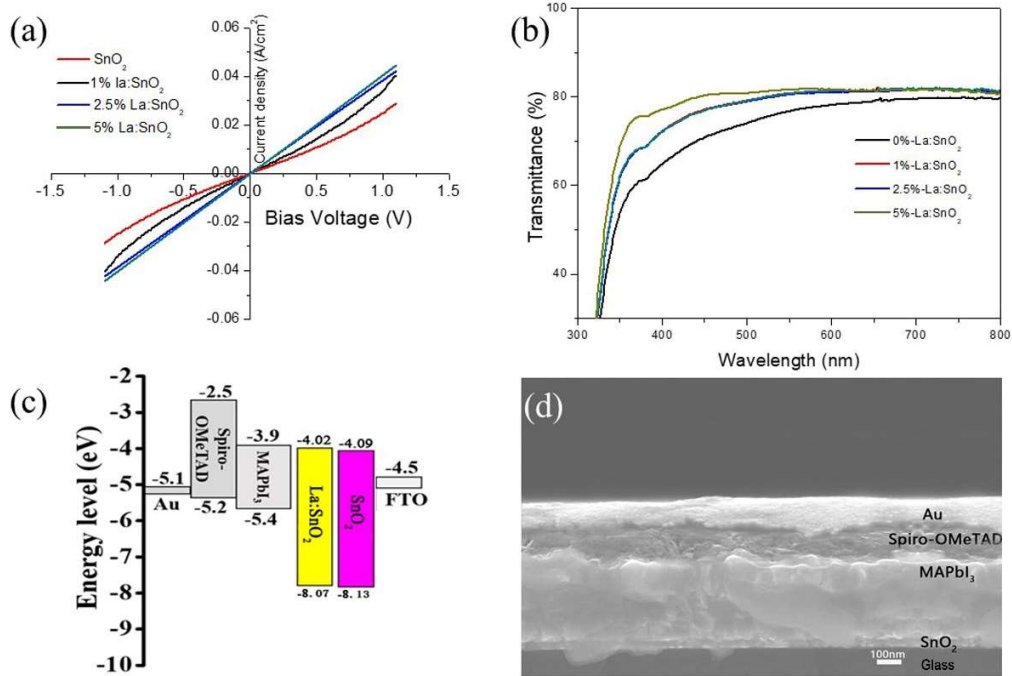 (a)
0.06
0.04
0.02
0.00
-0.02
-0.04
-0.06
Current density (A/cm²)
SnO₂
1% la:SnO₂
2.5% La:SnO₂
5% La:SnO₂
-1.5 -1.0 -0.5 0.0 0.5 1.0 1.5
Bias Voltage (V)
(b)
100
80
60
40
Transmittance (%)
0%-La:SnO₂
1%-La:SnO₂
2.5%-La:SnO₂
5%-La:SnO₂
300 400 500 600 700 800
Wavelength (nm)
(c)
-2
-3
-4
-5
-6
-7
-8
-9
-10
Energy level (eV)
-5.1
Au
-2.5
Spiro-
OMeTAD
-5.2
-3.9
MAPbI₃
-5.4
-4.02
La:SnO₂
-8.07
-4.09
SnO₂
-8.13
-4.5
FTO
(d)
Au
Spiro-OMeTAD
MAPbI₃
SnO₂
100nm
Glass